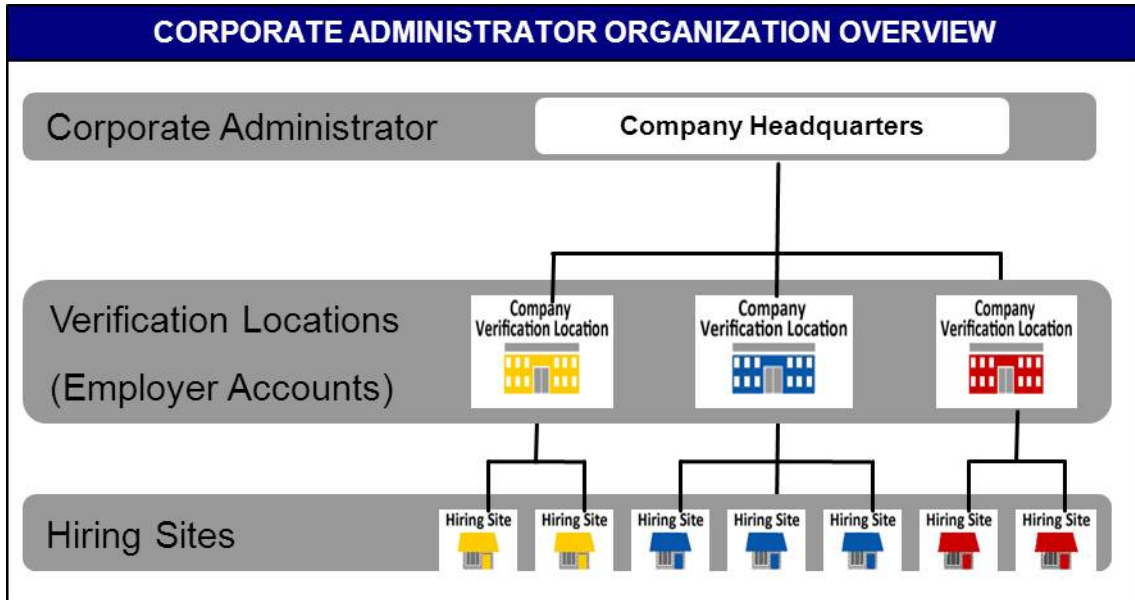 CORPORATE ADMINISTRATOR ORGANIZATION OVERVIEW
Corporate Administrator
Company Headquarters
Verification Locations
(Employer Accounts)
Company
Verification Location
Company
Verification Location
Company
Verification Location
Hiring Sites
Hiring Site
Hiring Site
Hiring Site
Hiring Site
Hiring Site
Hiring Site
Hiring Site